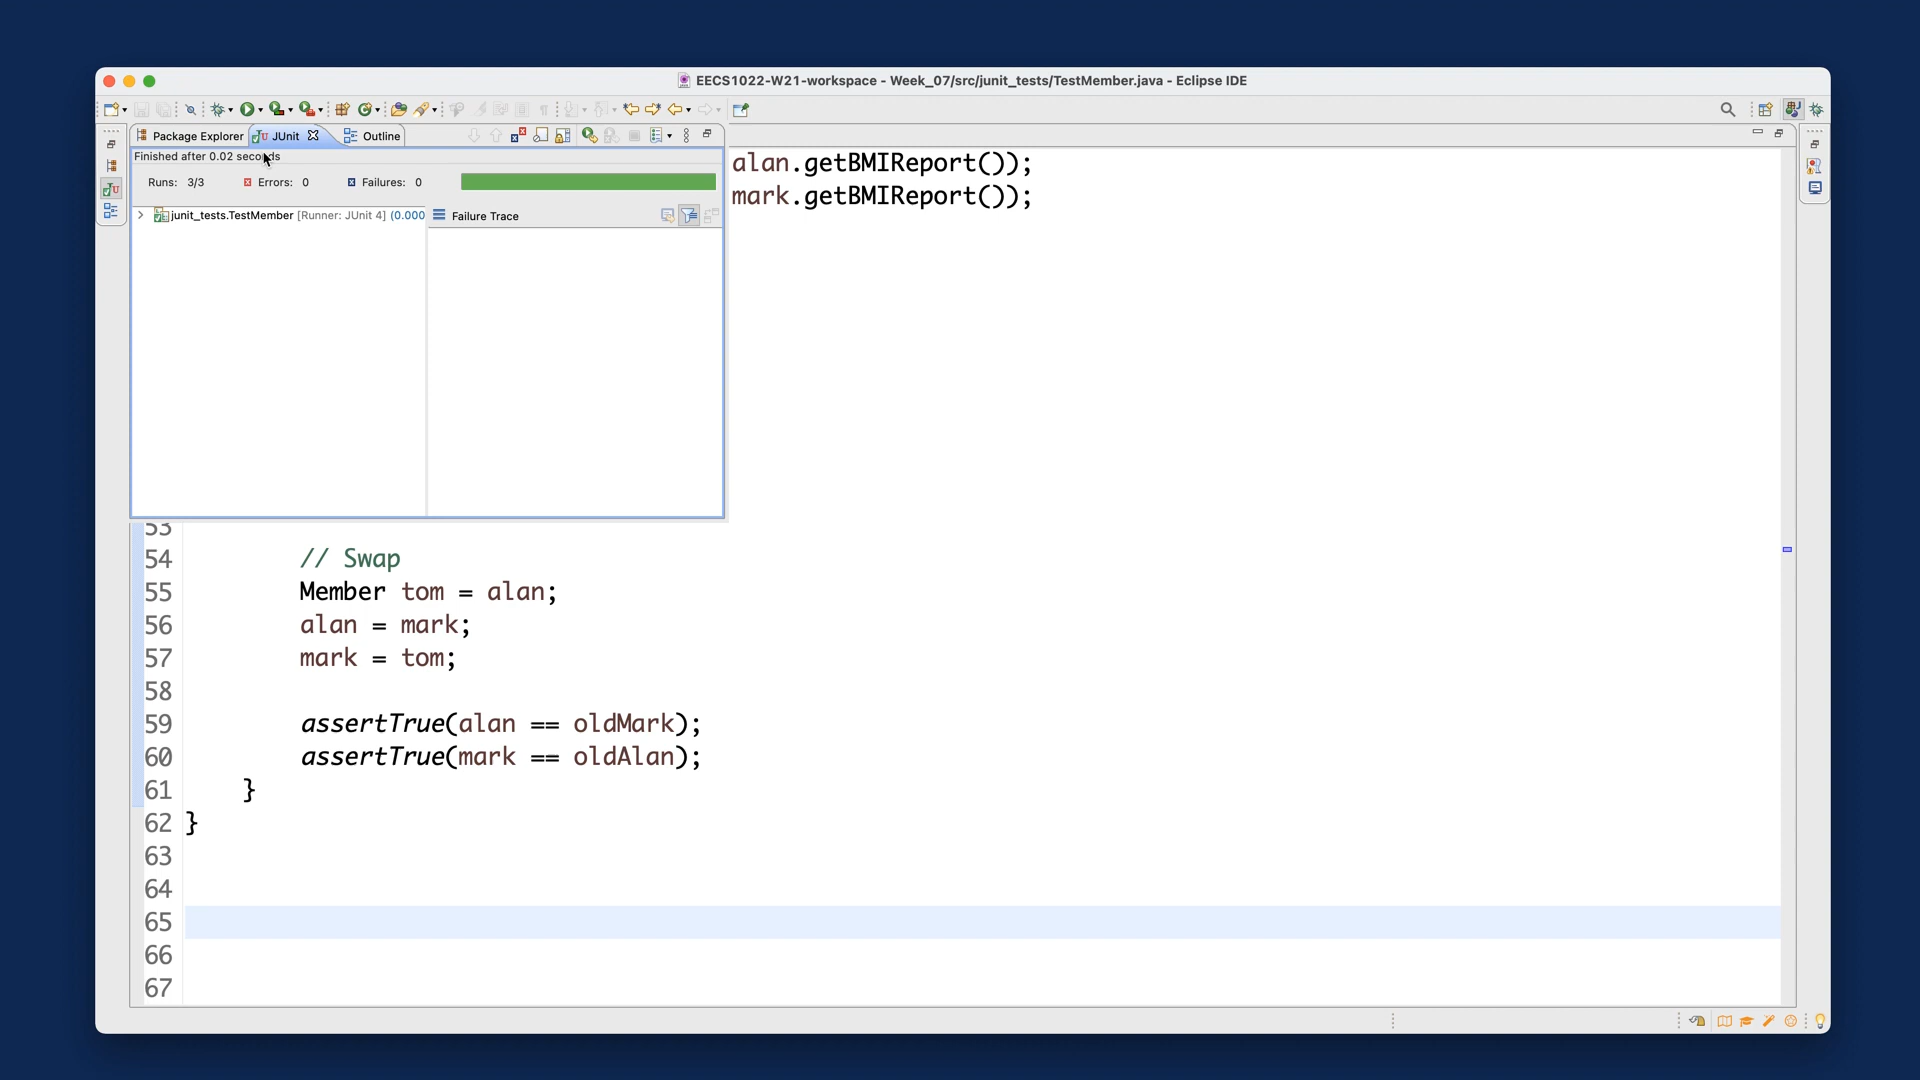 EECS1022-W21-workspace - Week_07/src/junit_tests/TestMember.java - Eclipse IDE
Package Explorer JUnit Outline
Finished after 0.02 seconds
Runs: 3/3 Errors: 0 Failures: 0
junit_tests.TestMember [Runner: JUnit 4] (0.000 Failure Trace
alan.getBMIReport());
mark.getBMIReport());
53
54 // Swap
55 Member tom = alan;
56 alan = mark;
57 mark = tom;
58
59 assertTrue(alan == oldMark);
60 assertTrue(mark == oldAlan);
61 }
62 }
63
64
65
66
67